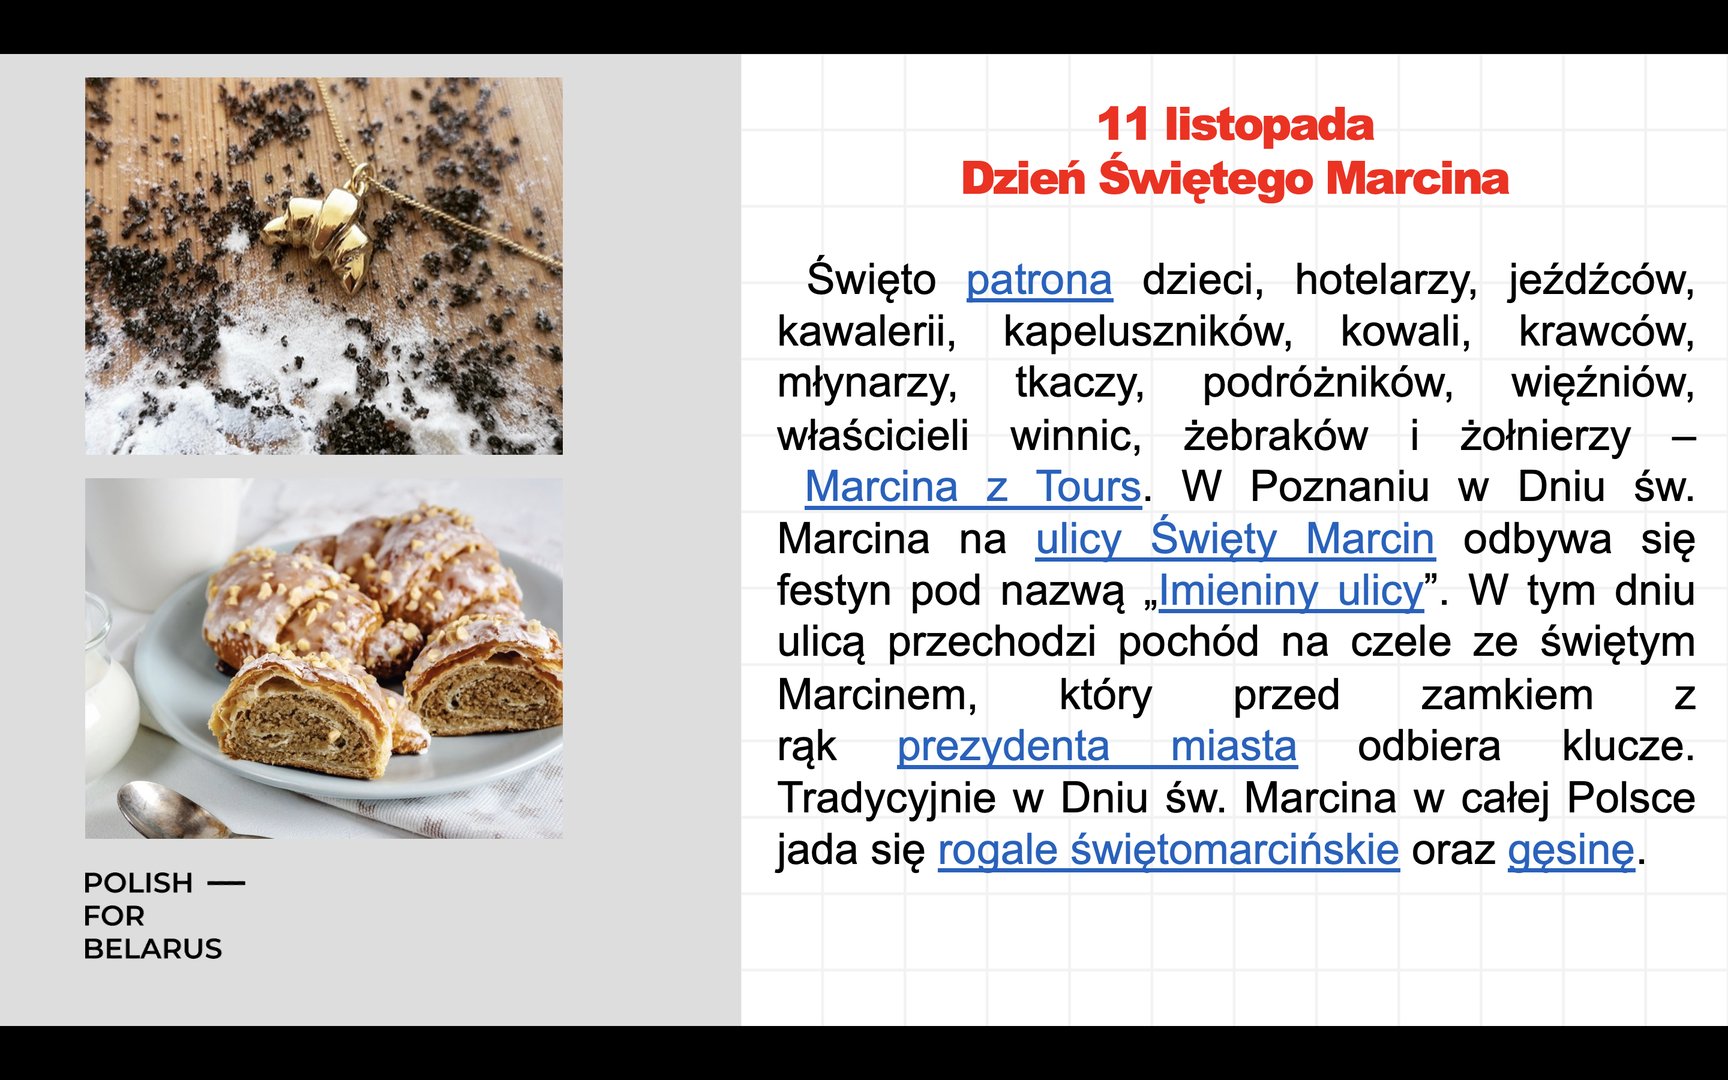 11 listopada
Dzień Świętego Marcina
Święto patrona dzieci, hotelarzy, jeźdźców,
kawalerii, kapeluszników, kowali, krawców,
młynarzy, tkaczy, podróżników, więźniów,
właścicieli winnic, żebraków i żołnierzy –
Marcina z Tours. W Poznaniu w Dniu św.
Marcina na ulicy Święty Marcin odbywa się
festyn pod nazwą „Imieniny ulicy”. W tym dniu
ulicą przechodzi pochód na czele ze świętym
Marcinem, który przed zamkiem z
rąk prezydenta miasta odbiera klucze.
Tradycyjnie w Dniu św. Marcina w całej Polsce
jada się rogale świętomarcińskie oraz gęsinę.
POLISH —
FOR
BELARUS